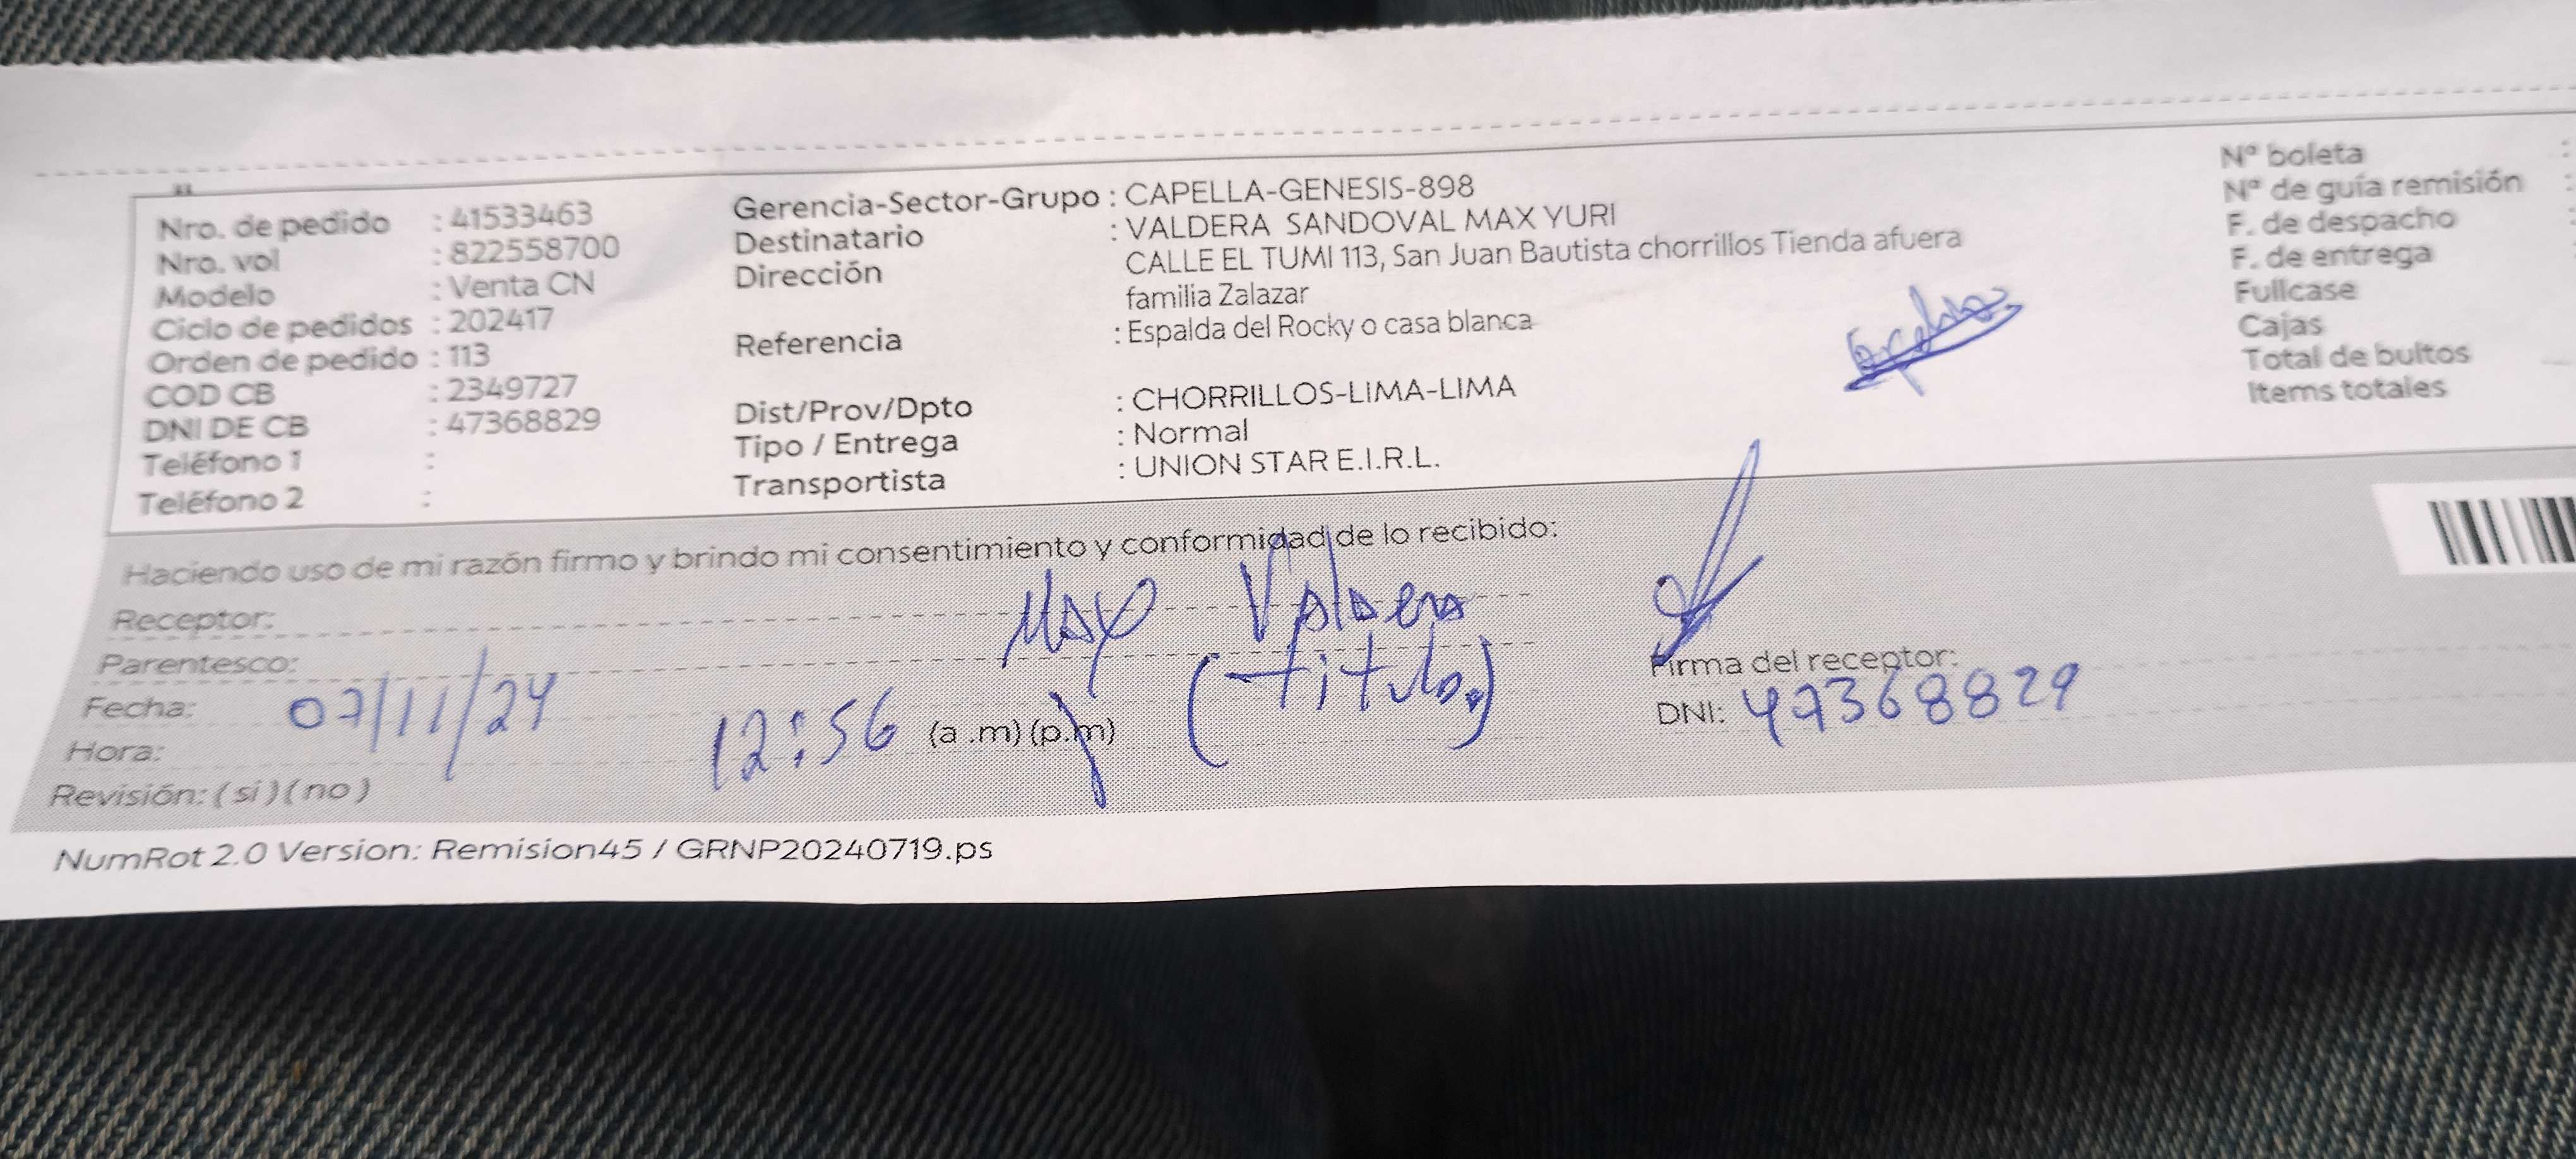 Nro. de pedido : 41533463
Nro. vol : 822558700
Modelo : Venta CN
Ciclo de pedidos : 202417
Orden de pedido : 113
COD CB : 2349727
DNI DE CB : 47368829
Teléfono 1 :
Teléfono 2 :
Gerencia-Sector-Grupo : CAPELLA-GENESIS-898
Destinatario : VALDERA SANDOVAL MAX YURI
Dirección CALLE EL TUMI 113, San Juan Bautista chorrillos Tienda afuera
familia Zalazar
Referencia : Espalda del Rocky o casa blanca
Dist/Prov/Dpto : CHORRILLOS-LIMA-LIMA
Tipo / Entrega : Normal
Transportista : UNION STAR E.I.R.L.
Nº boleta :
Nº de guía remisión :
F. de despacho :
F. de entrega
Fullcase
Cajas
Total de bultos
Items totales
Haciendo uso de mi razón firmo y brindo mi consentimiento y conformidad de lo recibido:
Receptor: Max Valdera
Parentesco: (titular)
Firma del receptor:
Fecha: 07/11/24
DNI: 47368829
Hora: 12:56 (a .m) (p.m)
Revisión: ( si ) ( no )
NumRot 2.0 Version: Remision45 / GRNP20240719.ps